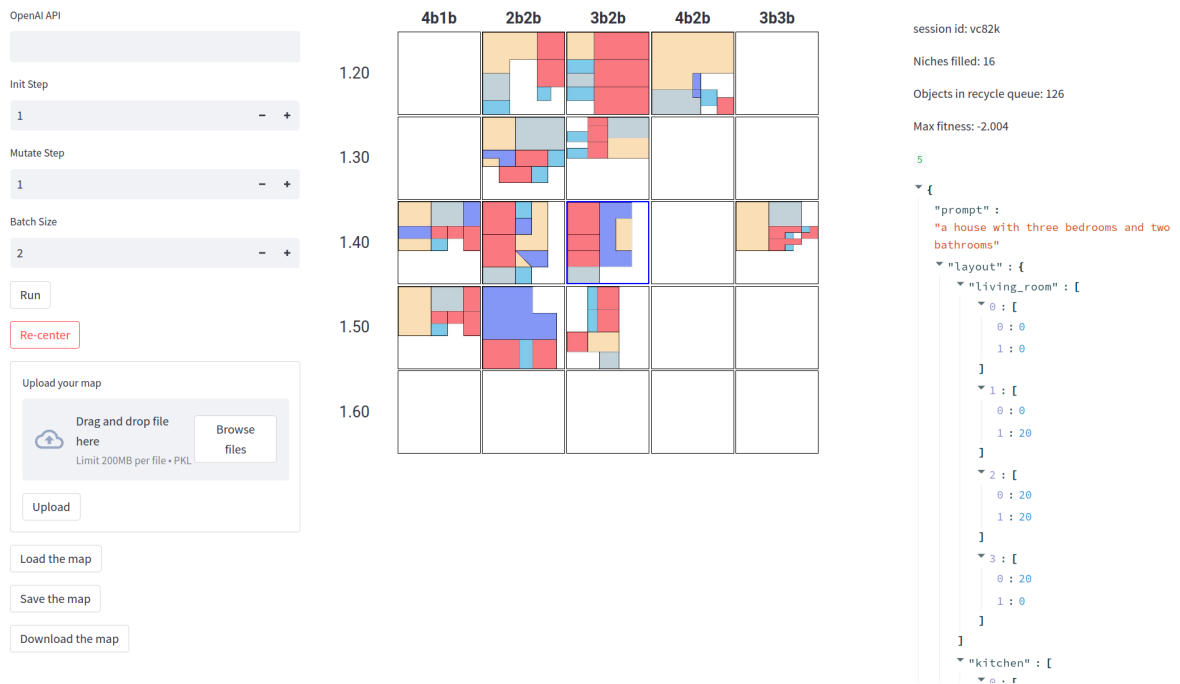 OpenAI API
Init Step
1 − +
Mutate Step
1 − +
Batch Size
2 − +
Run
Re-center
Upload your map
Drag and drop file
here
Limit 200MB per file • PKL
Browse
files
Upload
Load the map
Save the map
Download the map
4b1b 2b2b 3b2b 4b2b 3b3b
1.20
1.30
1.40
1.50
1.60
session id: vc82k
Niches filled: 16
Objects in recycle queue: 126
Max fitness: -2.004
5
{
"prompt" :
"a house with three bedrooms and two
bathrooms"
"layout" : {
"living_room" : [
0 : [
0 : 0
1 : 0
]
1 : [
0 : 0
1 : 20
]
2 : [
0 : 20
1 : 20
]
3 : [
0 : 20
1 : 0
]
]
"kitchen" : [
0 : [